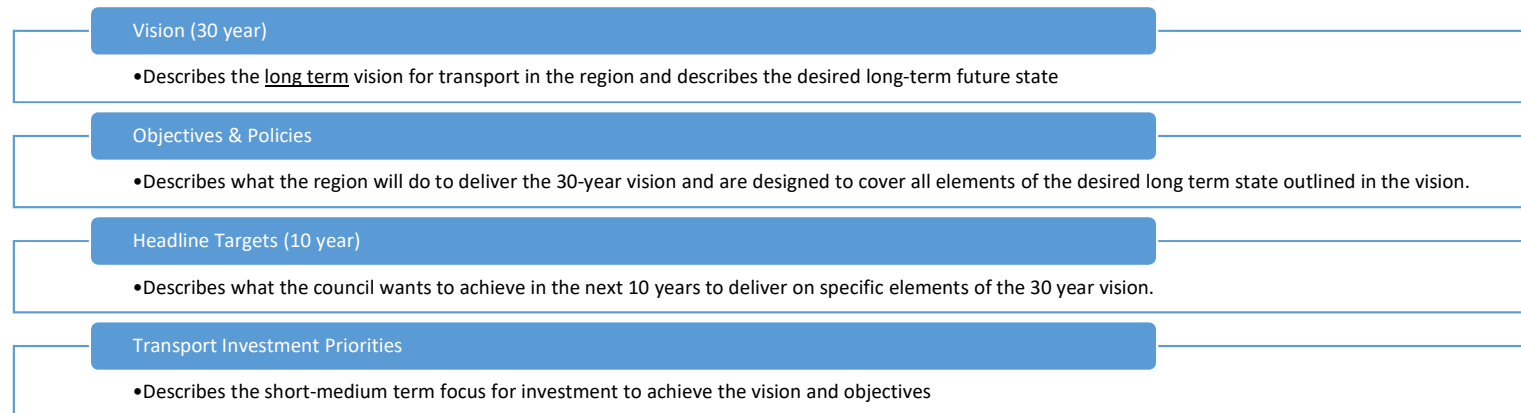 Vision (30 year)
•Describes the long term vision for transport in the region and describes the desired long-term future state
Objectives & Policies
•Describes what the region will do to deliver the 30-year vision and are designed to cover all elements of the desired long term state outlined in the vision.
Headline Targets (10 year)
•Describes what the council wants to achieve in the next 10 years to deliver on specific elements of the 30 year vision.
Transport Investment Priorities
•Describes the short-medium term focus for investment to achieve the vision and objectives